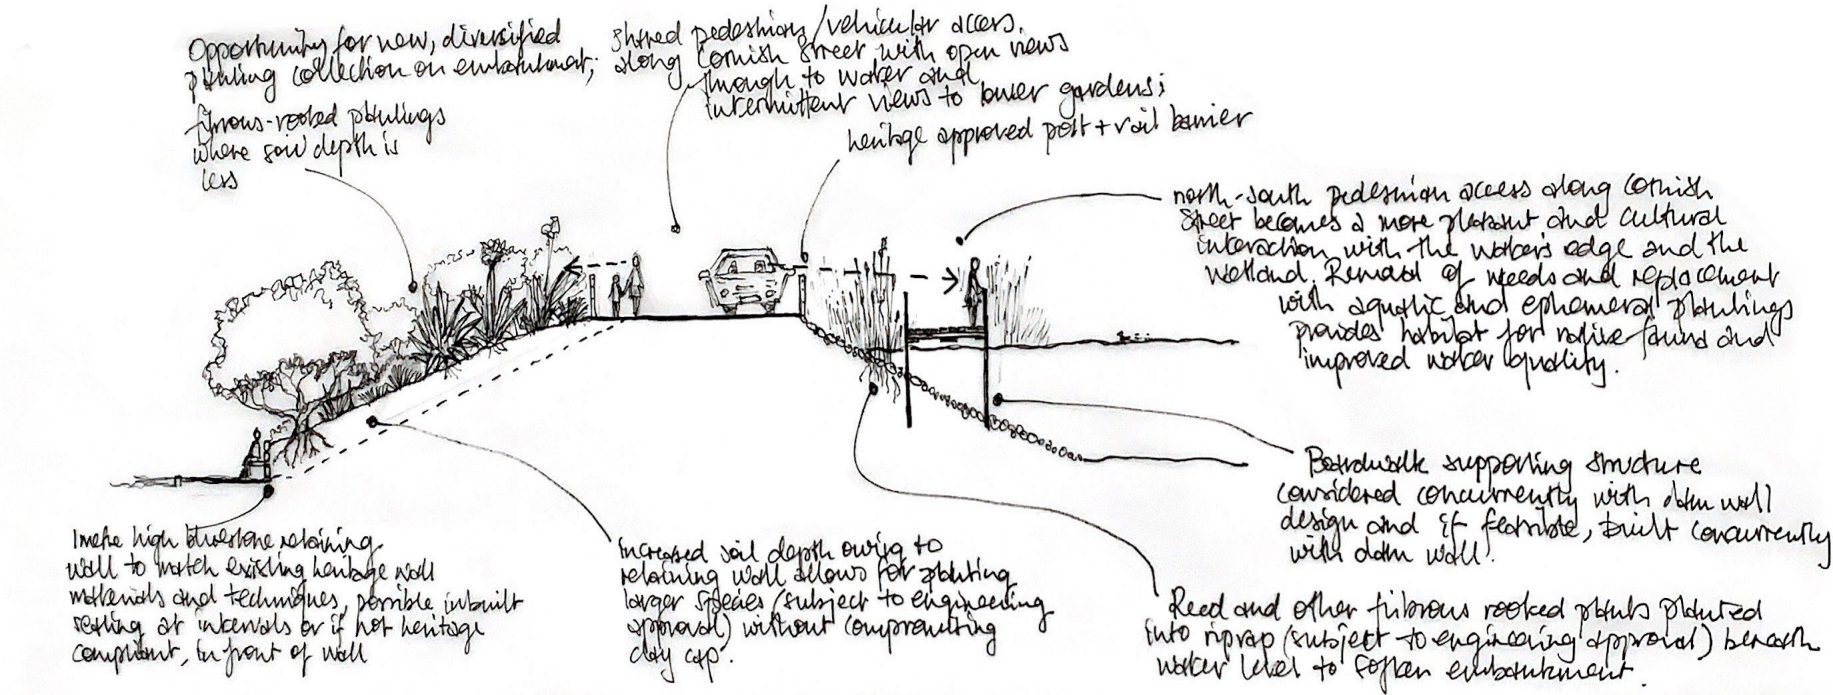 Opportunity for new, diversified
planting collection on embankment;
fibrous-rooted plantings
where soil depth is
less
shared pedestrian/vehicular access
along Cornish Street with open views
through to water and
intermittent views to lower gardens;
heritage approved post + rail barrier
north-south pedestrian access along Cornish
Street becomes a more pleasant and cultural
interaction with the water's edge and the
wetland. Removal of weeds and replacement
with aquatic and ephemeral plantings
provides habitat for native fauna and
improved water quality.
Boardwalk supporting structure
considered concurrently with dam wall
design and if feasible, built concurrently
with dam wall.
Reed and other fibrous rooted plants planted
into riprap (subject to engineering approval) beneath
water level to soften embankment.
increased soil depth owing to
retaining wall allows for planting
larger species (subject to engineering
approval) without compromising
clay cap.
1metre high bluestone retaining
wall to match existing heritage wall
materials and techniques, possible inbuilt
seating at intervals or if not heritage
compliant, in front of wall